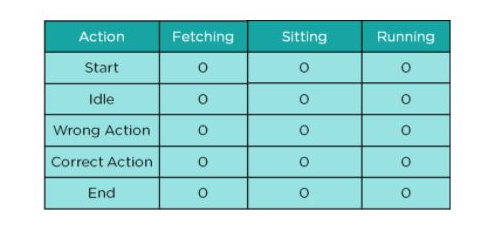 Action Fetching Sitting Running
Start 0 0 0
Idle 0 0 0
Wrong Action 0 0 0
Correct Action 0 0 0
End 0 0 0